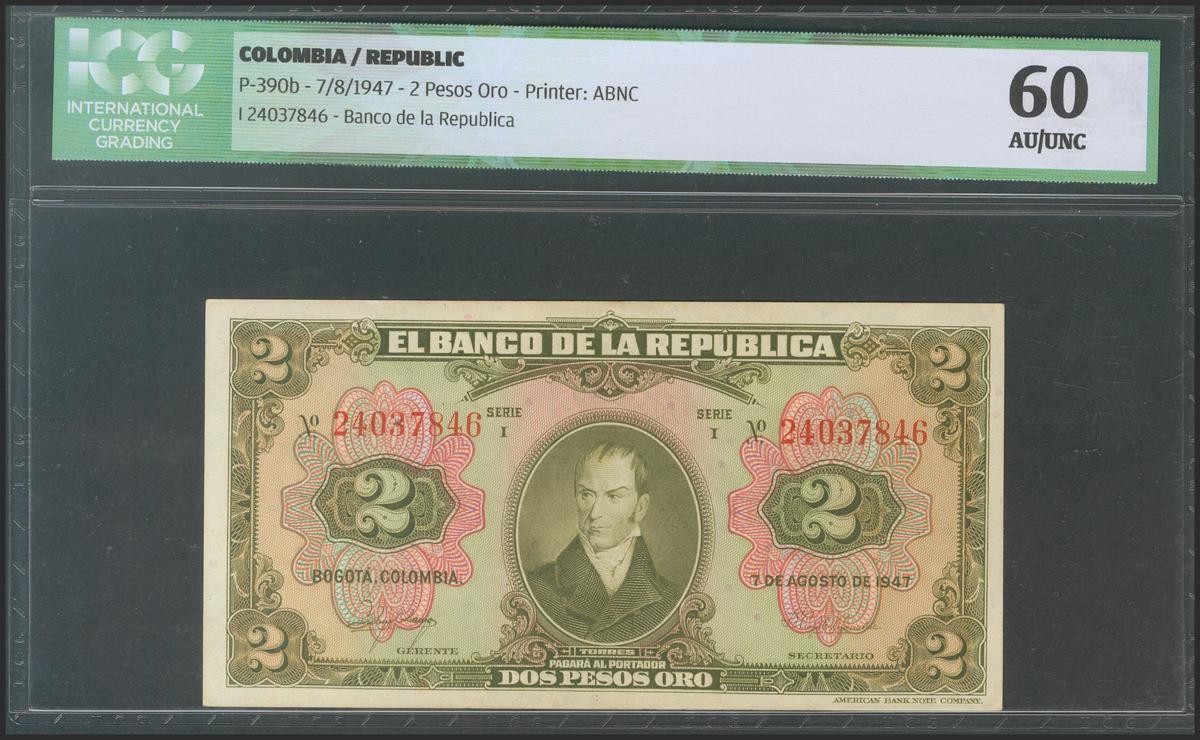 ICG
INTERNATIONAL
CURRENCY
GRADING
COLOMBIA / REPUBLIC
P-390b - 7/8/1947 - 2 Pesos Oro - Printer: ABNC
I 24037846 - Banco de la Republica
60
AU/UNC
2 EL BANCO DE LA REPÚBLICA 2
Nº 24037846 SERIE I SERIE I Nº 24037846
2 2
BOGOTÁ, COLOMBIA. 7 DE AGOSTO DE 1947
GERENTE SECRETARIO
TORRES
PAGARÁ AL PORTADOR
2 DOS PESOS ORO 2
AMERICAN BANK NOTE COMPANY.